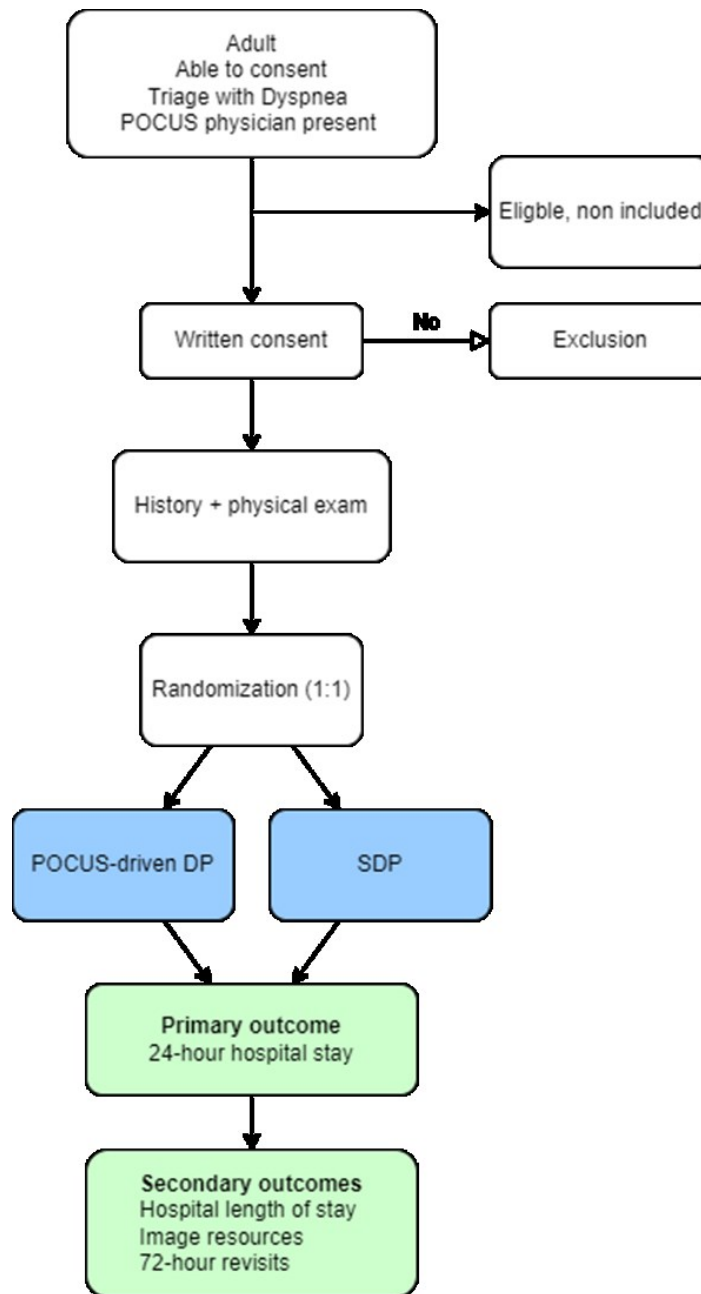 Adult
Able to consent
Triage with Dyspnea
POCUS physician present
Eligble, non included
Written consent
No
Exclusion
History + physical exam
Randomization (1:1)
POCUS-driven DP
SDP
Primary outcome
24-hour hospital stay
Secondary outcomes
Hospital length of stay
Image resources
72-hour revisits